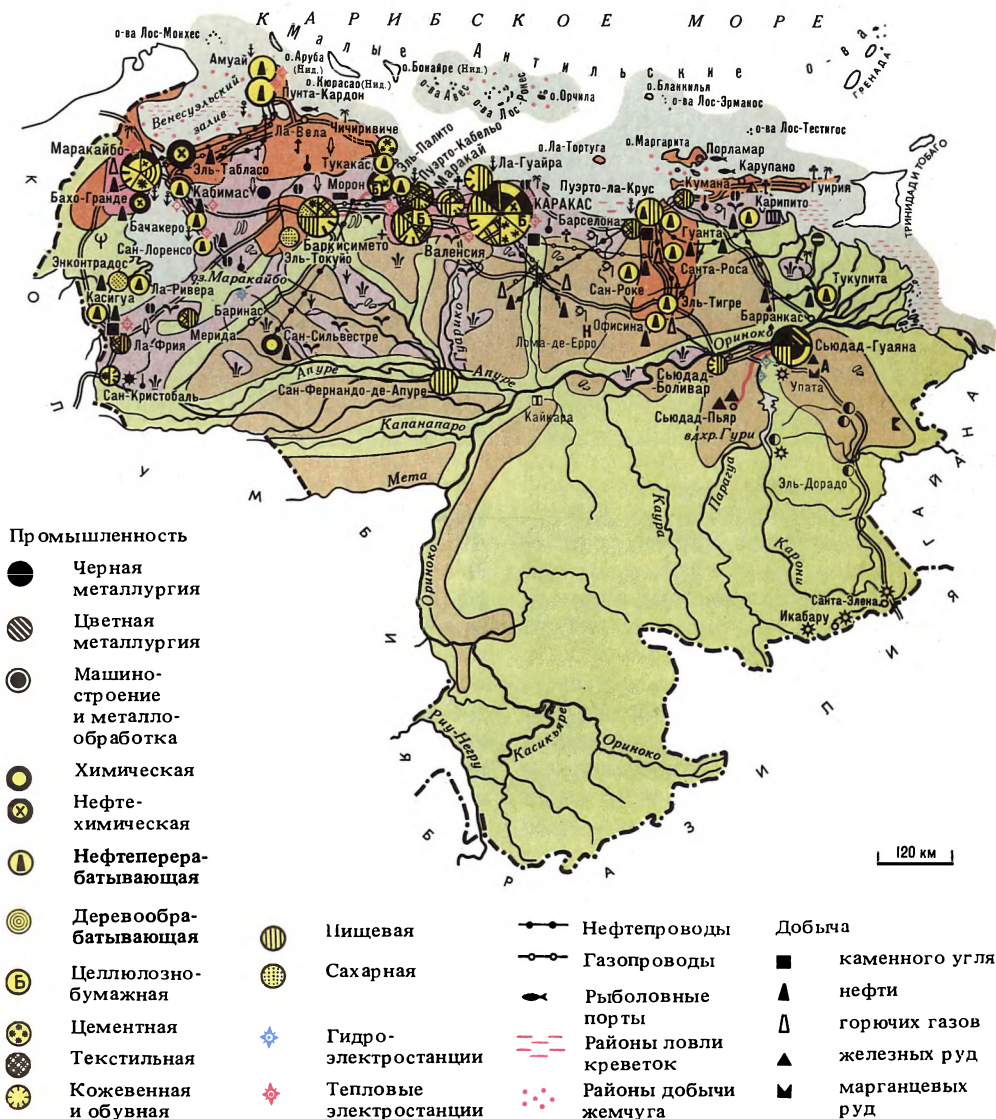 КАРИБСКОЕ МОРЕ
Малые Антильские о-ва
о-ва Лос-Монхес
Амуай
о.Аруба
(Нид.)
о.Кюрасао(Нид.)
о.Бонайре (Нид.)
о-ва Авес
о-ва Лос-Рокес
о.Орчила
о.Бланкилья
о-ва Лос-Эрманос
ГРЕНАДА
Пунта-Кардон
Венесуэльский
залив
Ла-Вела
Чичиривиче
Тукакас
Эль-Палито
Пуэрто-Кабельо
Маракай
Ла-Гуайра
о.Ла-Тортуга
о.Маргарита
Порламар
о-ва Лос-Тестигос
Карупано
ТРИНИДАД И ТОБАГО
Маракайбо
Эль-Табласо
Бахо-Гранде
Кабимас
Морон
КАРАКАС
Пуэрто-ла-Крус
Кумана
Гуирия
Барселона
Карипито
Бачакеро
Сан-Лоренсо
Баркисимето
Валенсия
Гуанта
Энконтрадос
оз.Маракайбо
Эль-Токуйо
Санта-Роса
Тукупита
Касигуа
Ла-Ривера
Баринас
Гуарико
Сан-Роке
Эль-Тигре
Барранкас
Мерида
Сан-Сильвестре
Лома-де-Ерро
Н
Офисина
Ориноко
Сьюдад-Гуаяна
Ла-Фрия
Апуре
Апуре
Сан-Кристобаль
Сан-Фернандо-де-Апуре
Сьюдад-
Боливар
Упата
А
Кайкара
Сьюдад-Пьяр
Капанапаро
вдхр. Гури
Мета
Каура
Парагуа
Эль-Дорадо
Карони
Ориноко
Санта-Элена
Икабару
Риу-Негру
Касикьяре
Ориноко
КОЛУМБИЯ
БРАЗИЛИЯ
ГАЙАНА
120 км
Промышленность
Черная
металлургия
Цветная
металлургия
Машино-
строение
и металло-
обработка
Химическая
Нефте-
химическая
Нефтеперера-
батывающая
Деревообра-
батывающая
Б
Целлюлозно-
бумажная
Цементная
Текстильная
Кожевенная
и обувная
Пищевая
Сахарная
Гидро-
электростанции
Тепловые
электростанции
Нефтепроводы
Газопроводы
Рыболовные
порты
Районы ловли
креветок
Районы добычи
жемчуга
Добыча
каменного угля
нефти
горючих газов
железных руд
марганцевых
руд